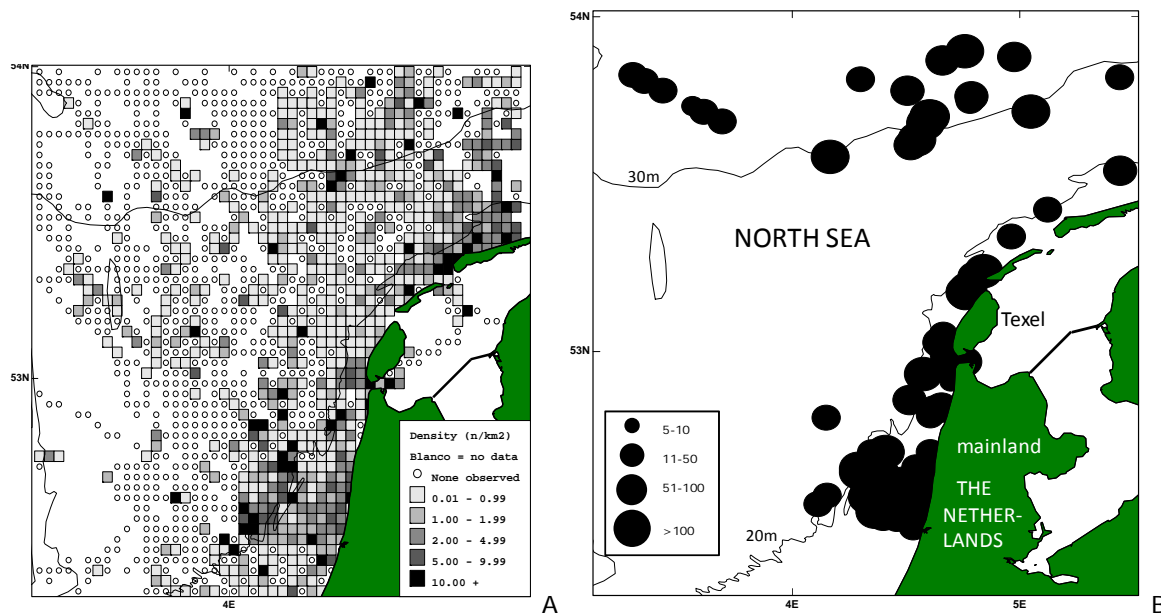 54N
53N
4E
Density (n/km2)
Blanco = no data
None observed
0.01 - 0.99
1.00 - 1.99
2.00 - 4.99
5.00 - 9.99
10.00 +
A
54N
30m
NORTH SEA
Texel
53N
5-10
11-50
51-100
>100
mainland
THE
NETHER-
LANDS
20m
4E
5E